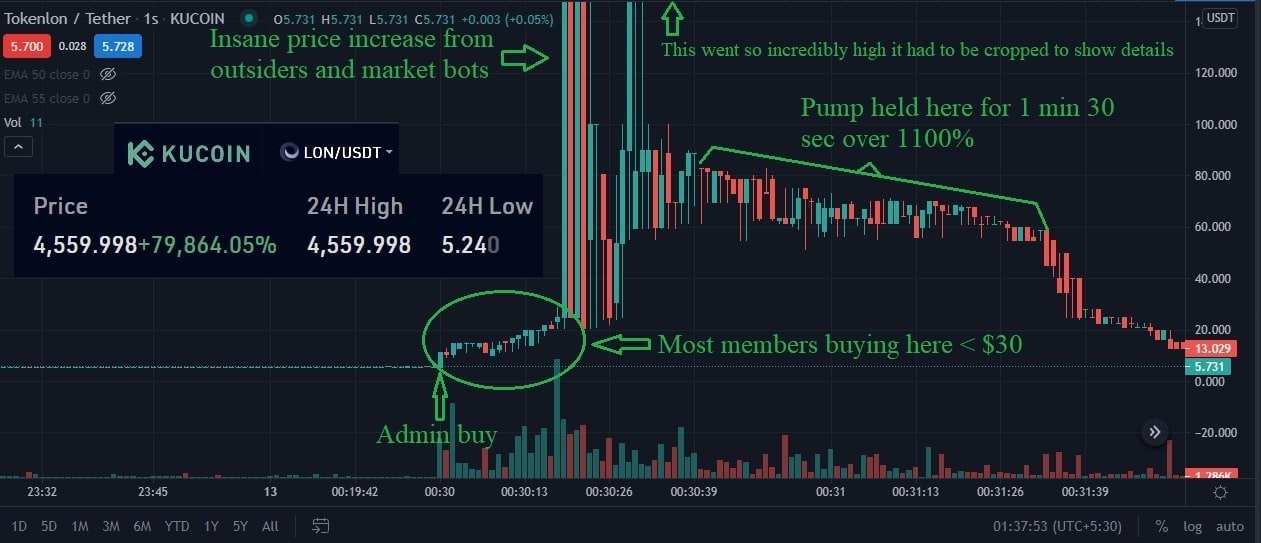 Tokenlon / Tether · 1s · KUCOIN O5.731 H5.731 L5.731 C5.731 +0.003 (+0.05%)
USDT
5.700 0.028 5.728
EMA 50 close 0
EMA 55 close 0
Vol 11
Insane price increase from
outsiders and market bots
This went so incredibly high it had to be cropped to show details
Pump held here for 1 min 30
sec over 1100%
KUCOIN LON/USDT
Price 24H High 24H Low
4,559.998+79,864.05% 4,559.998 5.240
Most members buying here < $30
Admin buy
120.000
100.000
80.000
60.000
40.000
20.000
13.029
5.731
0.000
−20.000
1.286K
23:32 23:45 13 00:19:42 00:30 00:30:13 00:30:26 00:30:39 00:31 00:31:13 00:31:26 00:31:39
1D 5D 1M 3M 6M YTD 1Y 5Y All 01:37:53 (UTC+5:30) % log auto